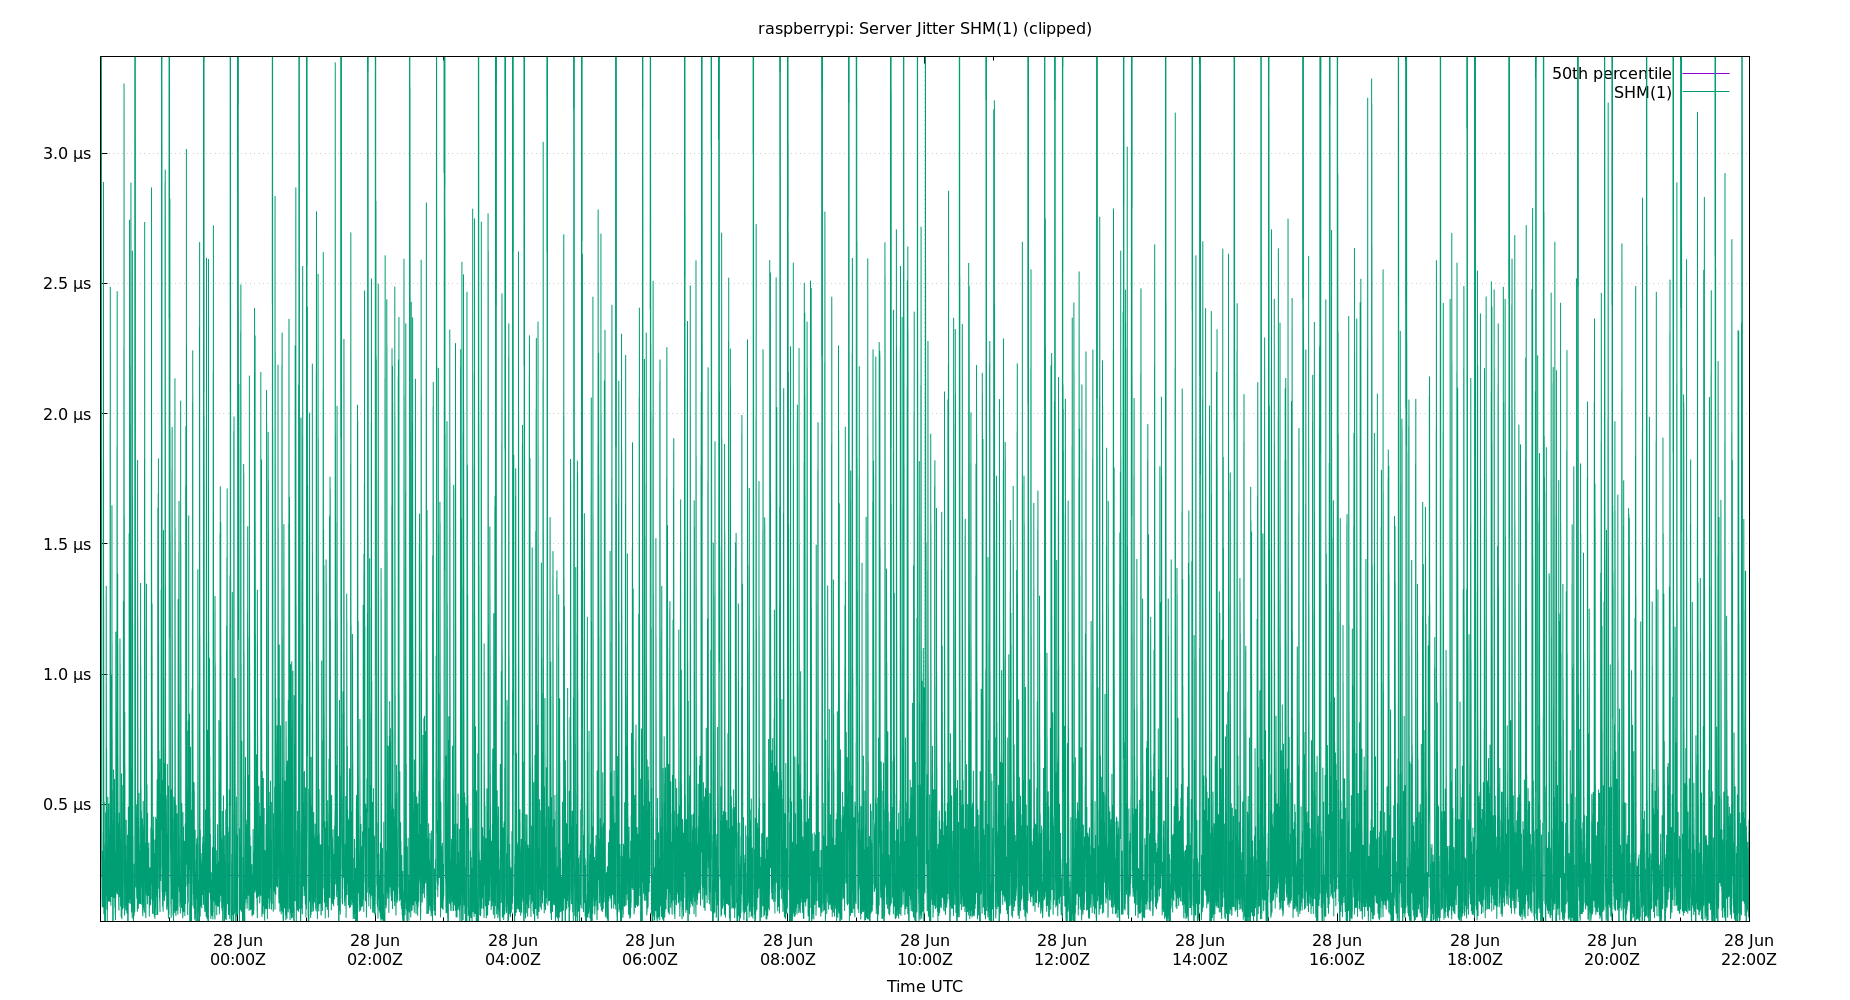 raspberrypi: Server Jitter SHM(1) (clipped)
50th percentile
SHM(1)
3.0 µs
2.5 µs
2.0 µs
1.5 µs
1.0 µs
0.5 µs
28 Jun 28 Jun 28 Jun 28 Jun 28 Jun 28 Jun 28 Jun 28 Jun 28 Jun 28 Jun 28 Jun 28 Jun
00:00Z 02:00Z 04:00Z 06:00Z 08:00Z 10:00Z 12:00Z 14:00Z 16:00Z 18:00Z 20:00Z 22:00Z
Time UTC